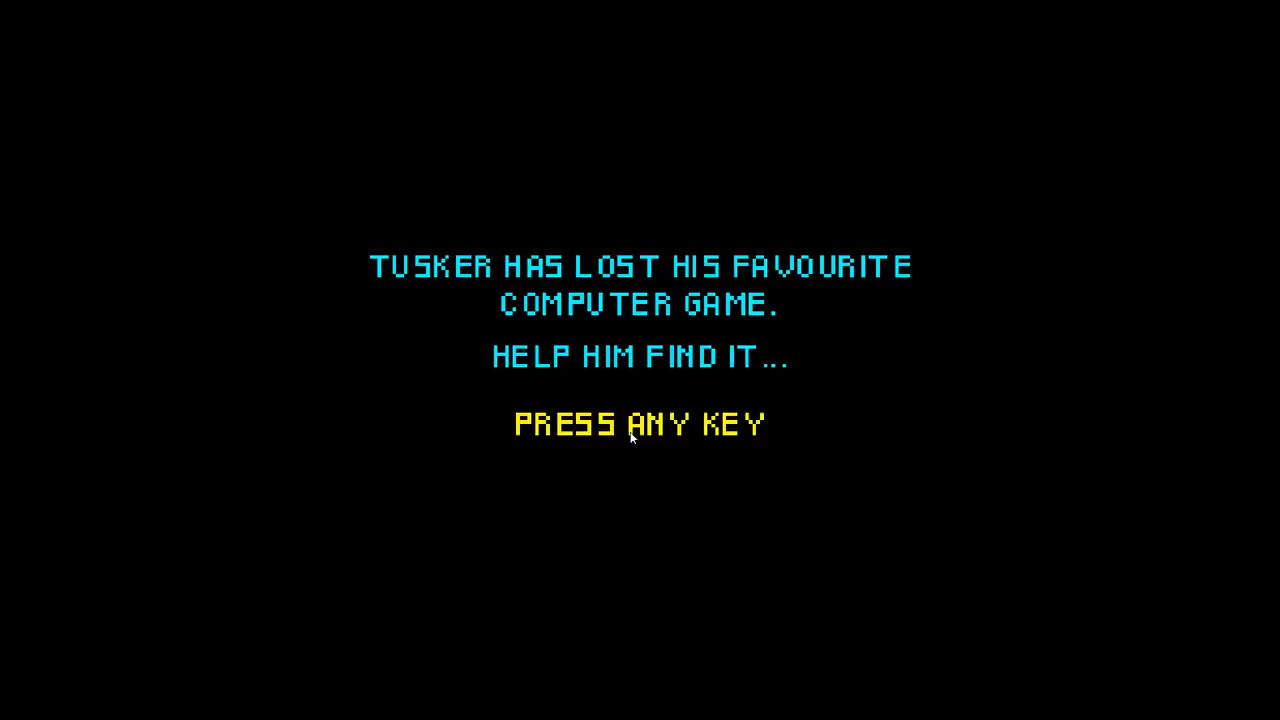 TUSKER HAS LOST HIS FAVOURITE
COMPUTER GAME.
HELP HIM FIND IT...
PRESS ANY KEY